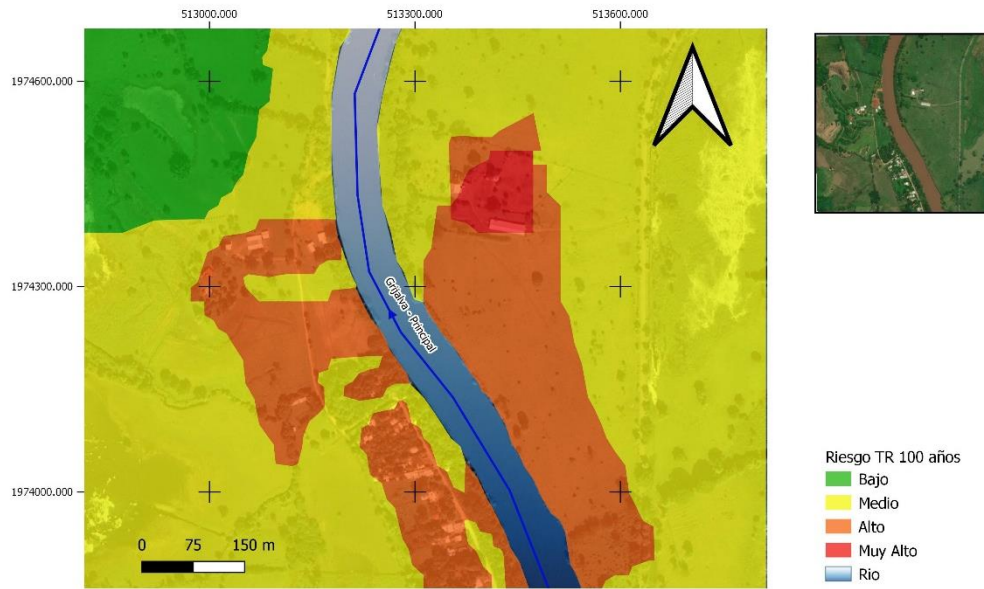 513000.000 513300.000 513600.000
1974600.000
1974300.000
1974000.000
Grijalva - Principal
0 75 150 m
Riesgo TR 100 años
Bajo
Medio
Alto
Muy Alto
Rio